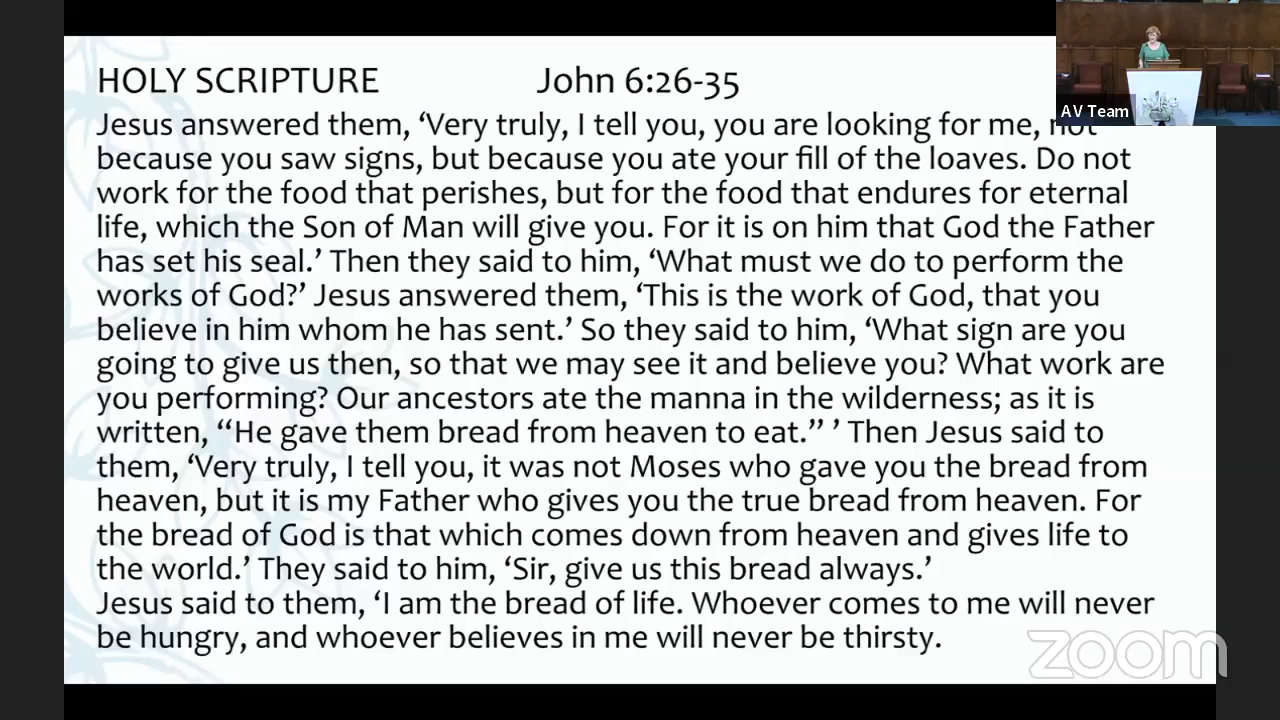 HOLY SCRIPTURE John 6:26-35
Jesus answered them, ‘Very truly, I tell you, you are looking for me, not
because you saw signs, but because you ate your fill of the loaves. Do not
work for the food that perishes, but for the food that endures for eternal
life, which the Son of Man will give you. For it is on him that God the Father
has set his seal.’ Then they said to him, ‘What must we do to perform the
works of God?’ Jesus answered them, ‘This is the work of God, that you
believe in him whom he has sent.’ So they said to him, ‘What sign are you
going to give us then, so that we may see it and believe you? What work are
you performing? Our ancestors ate the manna in the wilderness; as it is
written, “He gave them bread from heaven to eat.” ’ Then Jesus said to
them, ‘Very truly, I tell you, it was not Moses who gave you the bread from
heaven, but it is my Father who gives you the true bread from heaven. For
the bread of God is that which comes down from heaven and gives life to
the world.’ They said to him, ‘Sir, give us this bread always.’
Jesus said to them, ‘I am the bread of life. Whoever comes to me will never
be hungry, and whoever believes in me will never be thirsty.
AV Team
zoom